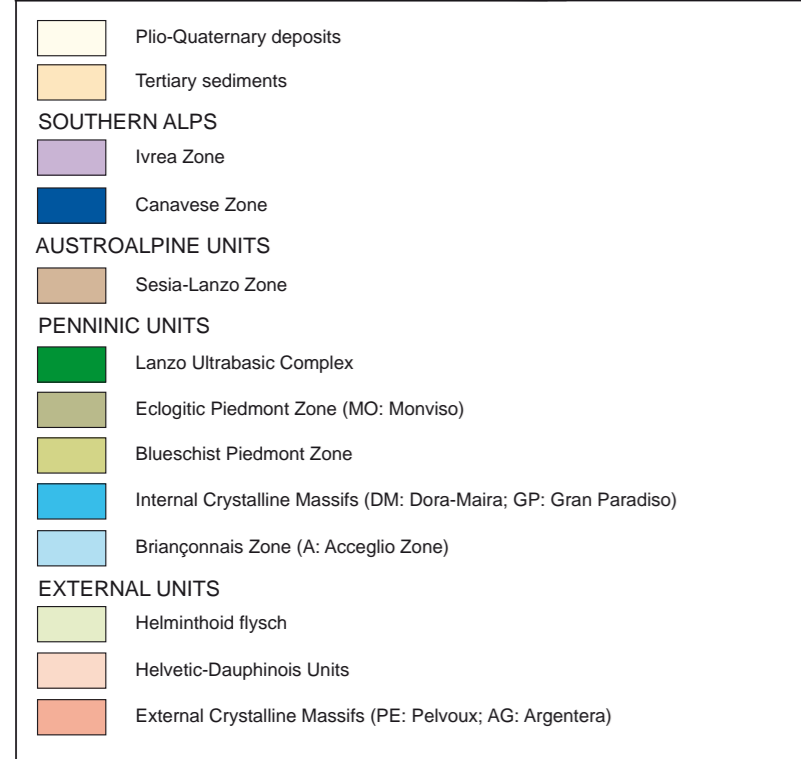 Plio-Quaternary deposits
Tertiary sediments
SOUTHERN ALPS
Ivrea Zone
Canavese Zone
AUSTROALPINE UNITS
Sesia-Lanzo Zone
PENNINIC UNITS
Lanzo Ultrabasic Complex
Eclogitic Piedmont Zone (MO: Monviso)
Blueschist Piedmont Zone
Internal Crystalline Massifs (DM: Dora-Maira; GP: Gran Paradiso)
Briançonnais Zone (A: Acceglio Zone)
EXTERNAL UNITS
Helminthoid flysch
Helvetic-Dauphinois Units
External Crystalline Massifs (PE: Pelvoux; AG: Argentera)